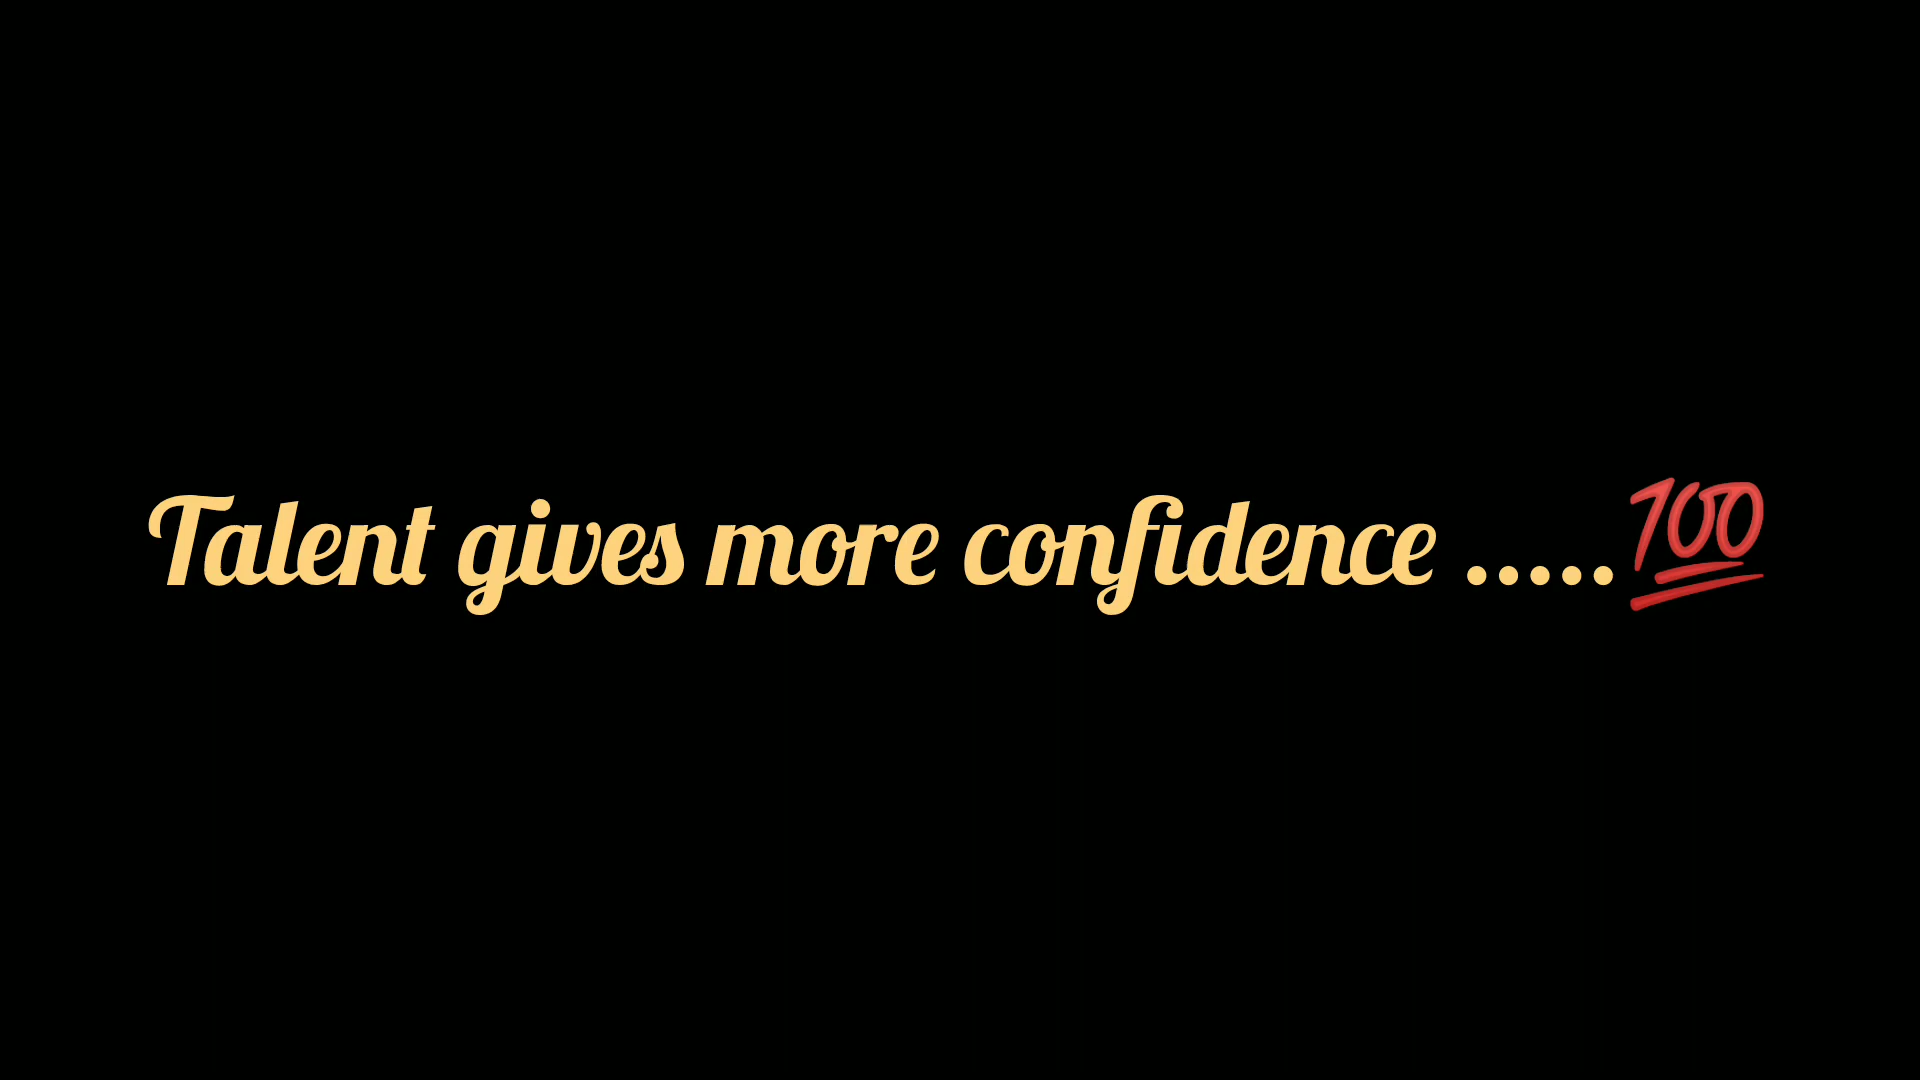 Talent gives more confidence .....💯